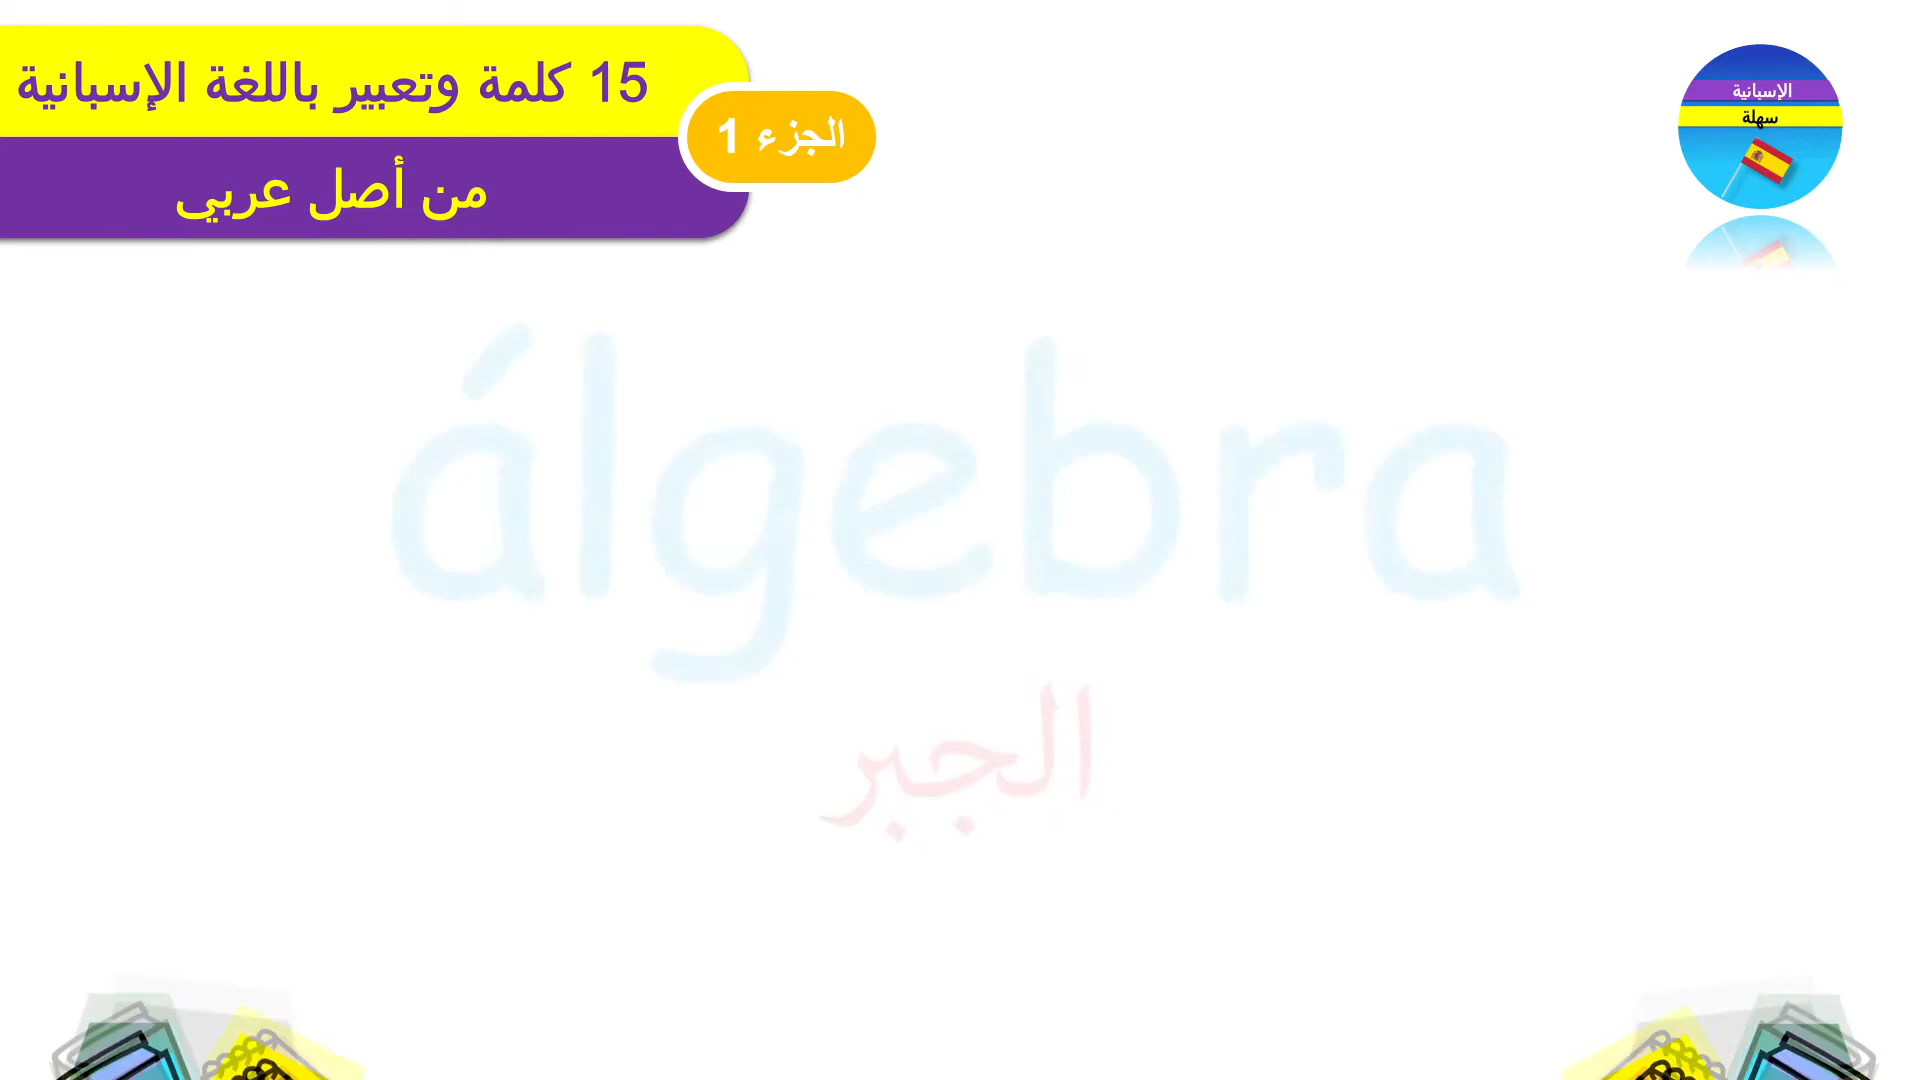 15 كلمة وتعبير باللغة الإسبانية
من أصل عربي
الجزء 1
الإسبانية
سهلة
álgebra
الجبر